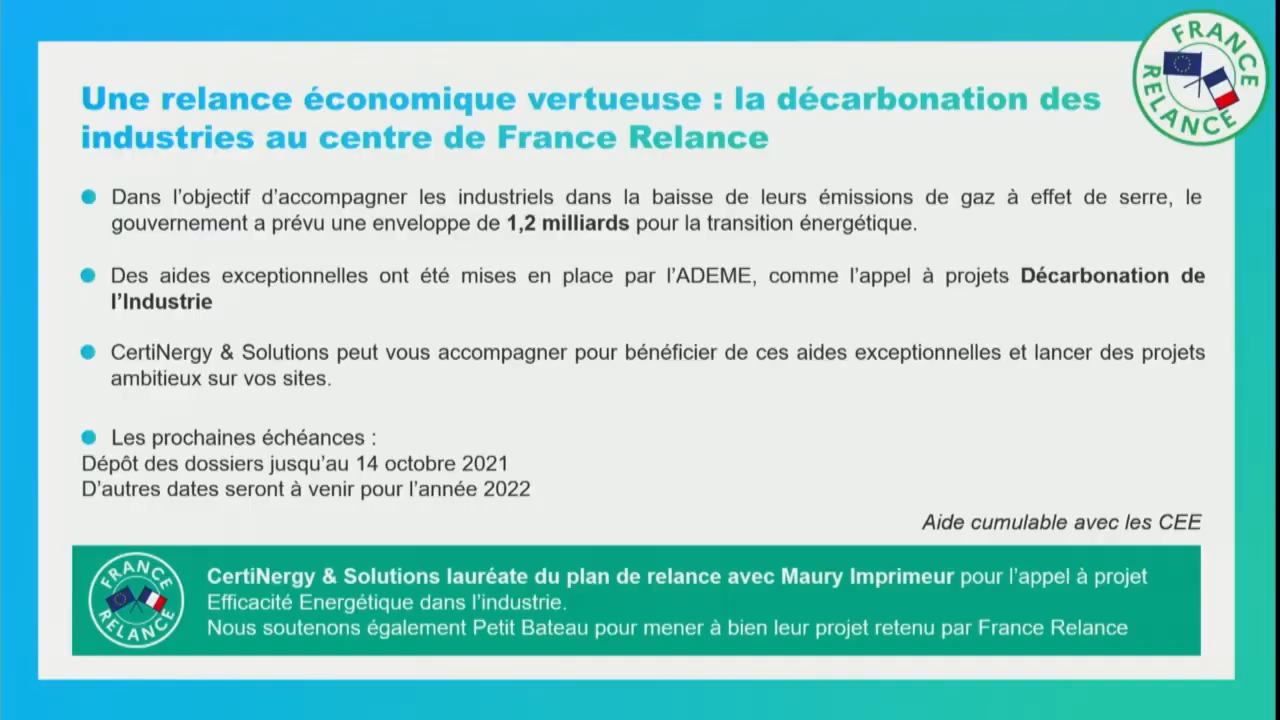 FRANCE
RELANCE
Une relance économique vertueuse : la décarbonation des
industries au centre de France Relance
Dans l’objectif d’accompagner les industriels dans la baisse de leurs émissions de gaz à effet de serre, le
gouvernement a prévu une enveloppe de 1,2 milliards pour la transition énergétique.
Des aides exceptionnelles ont été mises en place par l’ADEME, comme l’appel à projets Décarbonation de
l’Industrie
CertiNergy & Solutions peut vous accompagner pour bénéficier de ces aides exceptionnelles et lancer des projets
ambitieux sur vos sites.
Les prochaines échéances :
Dépôt des dossiers jusqu’au 14 octobre 2021
D’autres dates seront à venir pour l’année 2022
Aide cumulable avec les CEE
FRANCE
RELANCE
CertiNergy & Solutions lauréate du plan de relance avec Maury Imprimeur pour l’appel à projet
Efficacité Energétique dans l’industrie.
Nous soutenons également Petit Bateau pour mener à bien leur projet retenu par France Relance